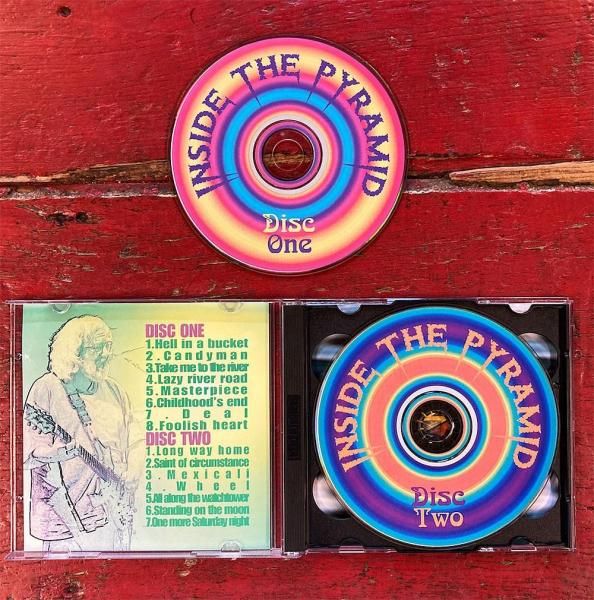 INSIDE THE PYRAMID
Disc
One
DISC ONE
1.Hell in a bucket
2.Candyman
3.Take me to the river
4.Lazy river road
5.Masterpiece
6.Childhood's end
7.Deal
8.Foolish heart
DISC TWO
1.Long way home
2.Saint of circumstance
3.Mexicali
4.Wheel
5.All along the watchtower
6.Standing on the moon
7.One more Saturday night
INSIDE THE PYRAMID
Disc
Two